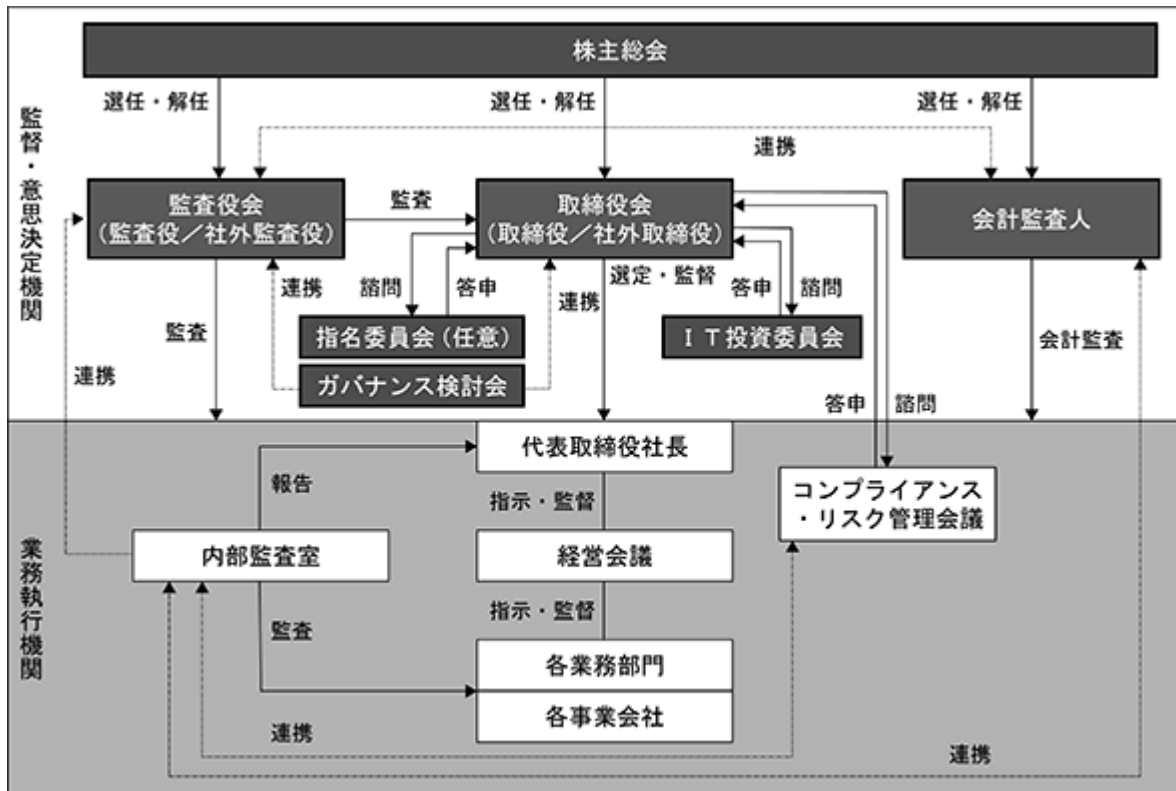 株主総会
選任・解任
選任・解任
選任・解任
連携
監督・意思決定機関
監査役会
(監査役／社外監査役)
監査
取締役会
(取締役／社外取締役)
会計監査人
連携
諮問
答申
連携
選定・監督
答申
諮問
指名委員会(任意)
ＩＴ投資委員会
監査
会計監査
連携
ガバナンス検討会
答申
諮問
業務執行機関
代表取締役社長
報告
指示・監督
コンプライアンス
・リスク管理会議
内部監査室
経営会議
指示・監督
監査
各業務部門
各事業会社
連携
連携